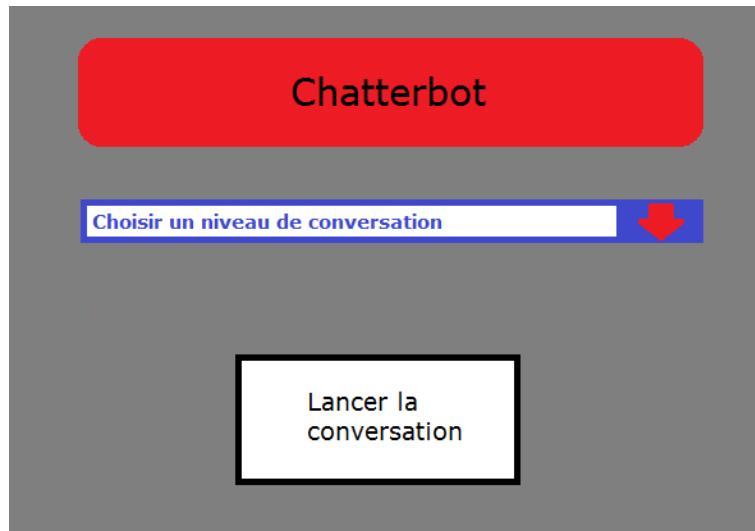 Chatterbot
Choisir un niveau de conversation
Lancer la
conversation